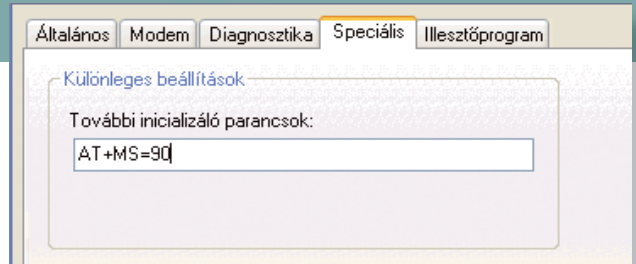 Általános Modem Diagnosztika Speciális Illesztőprogram
Különleges beállítások
További inicializáló parancsok:
AT+MS=90